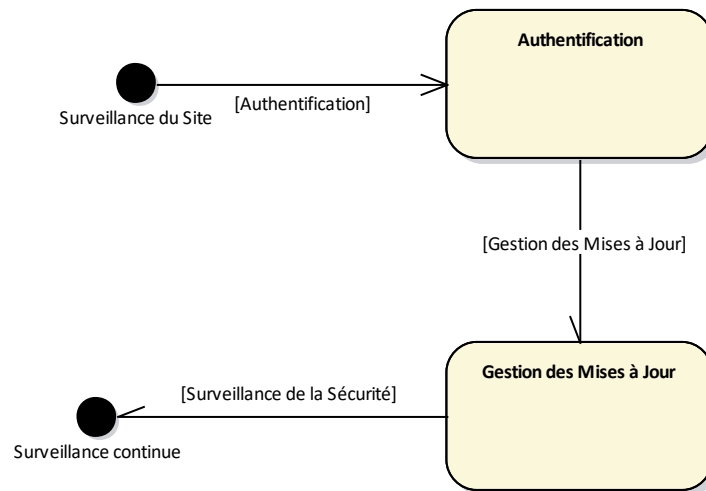 Authentification
[Authentification]
Surveillance du Site
[Gestion des Mises à Jour]
Gestion des Mises à Jour
[Surveillance de la Sécurité]
Surveillance continue